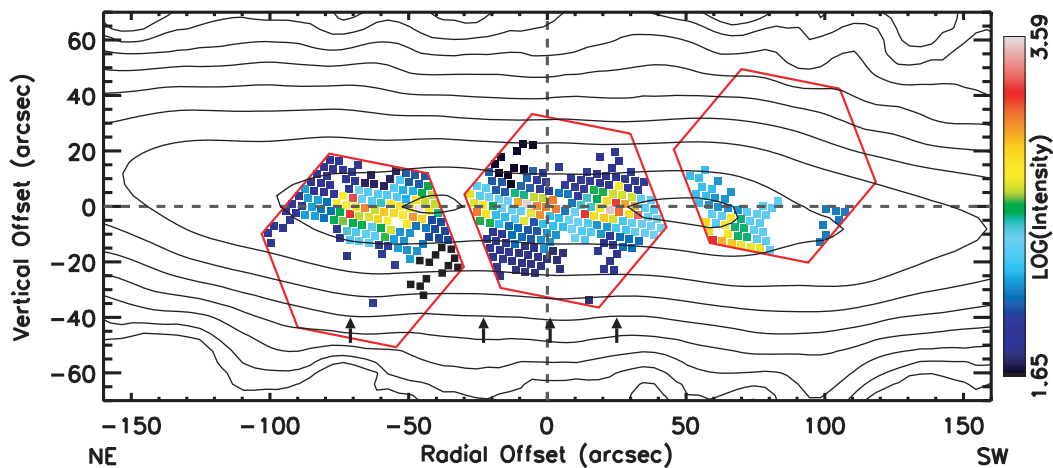 60
40
20
0
−20
−40
−60
Vertical Offset (arcsec)
−150 −100 −50 0 50 100 150
NE Radial Offset (arcsec) SW
3.59
LOG(Intensity)
1.65